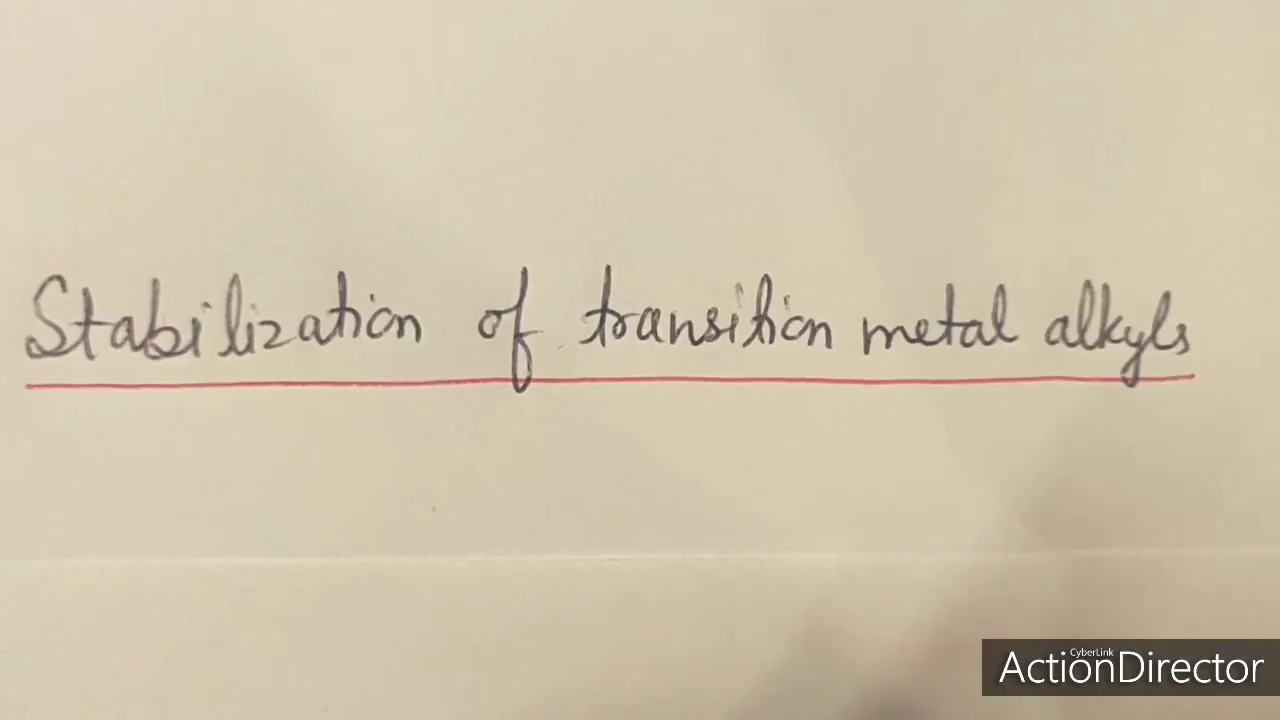 Stabilization of transition metal alkyls
CyberLink
ActionDirector